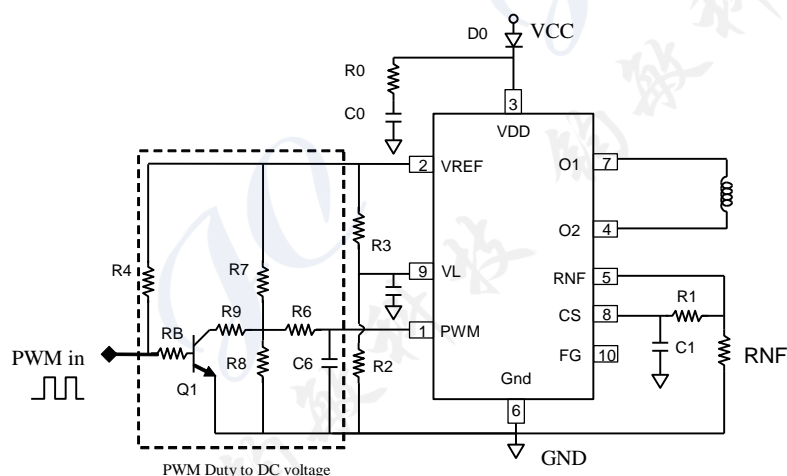 D0
VCC
R0
C0
3
VDD
2
VREF
O1
7
R3
O2
4
R4
R7
9
VL
RNF
5
R9
R6
R1
CS
8
RB
1
PWM
PWM in
R8
C6
R2
FG
10
C1
RNF
Q1
Gnd
6
GND
PWM Duty to DC voltage